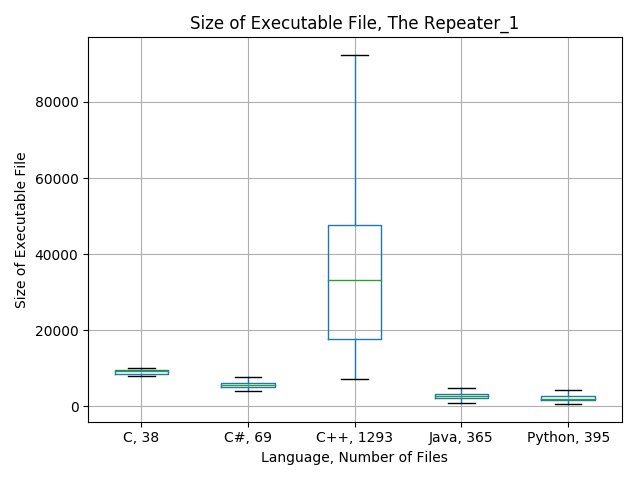 Size of Executable File, The Repeater_1
Size of Executable File
80000
60000
40000
20000
0
C, 38
C#, 69
C++, 1293
Java, 365
Python, 395
Language, Number of Files